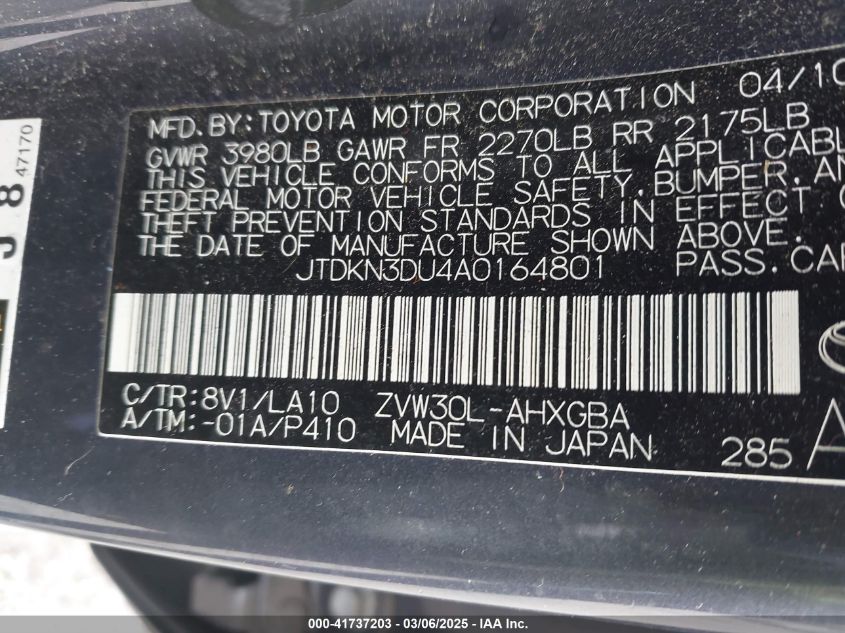 MFD.BY:TOYOTA MOTOR CORPORATION 04/10
GVWR 3980LB GAWR FR 2270LB RR 2175LB
THIS VEHICLE CONFORMS TO ALL APPLICABL
FEDERAL MOTOR VEHICLE SAFETY,BUMPER, AN
THEFT PREVENTION STANDARDS IN EFFECT O
THE DATE OF MANUFACTURE SHOWN ABOVE.
JTDKN3DU4A0164801 PASS.CAR
C/TR:8V1/LA10 ZVW30L-AHXGBA
A/TM:-01A/P410 MADE IN JAPAN 285
J8
47170
000-41737203 - 03/06/2025 - IAA Inc.